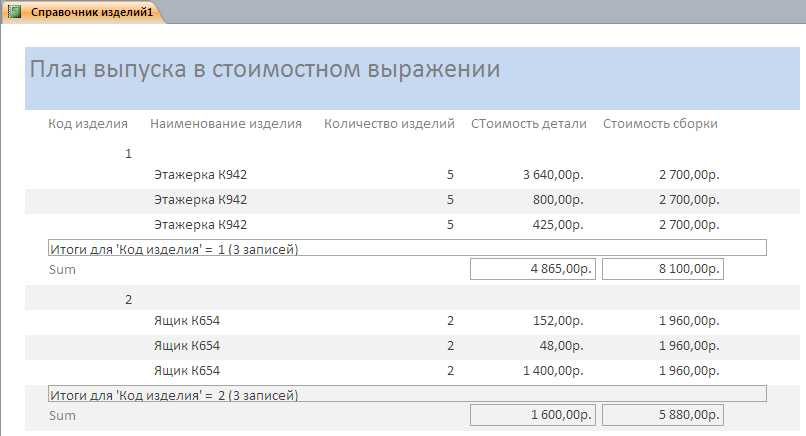 Справочник изделий1
План выпуска в стоимостном выражении
Код изделия Наименование изделия Количество изделий СТоимость детали Стоимость сборки
1
Этажерка К942 5 3 640,00р. 2 700,00р.
Этажерка К942 5 800,00р. 2 700,00р.
Этажерка К942 5 425,00р. 2 700,00р.
Итоги для 'Код изделия' = 1 (3 записей)
Sum 4 865,00р. 8 100,00р.
2
Ящик К654 2 152,00р. 1 960,00р.
Ящик К654 2 48,00р. 1 960,00р.
Ящик К654 2 1 400,00р. 1 960,00р.
Итоги для 'Код изделия' = 2 (3 записей)
Sum 1 600,00р. 5 880,00р.